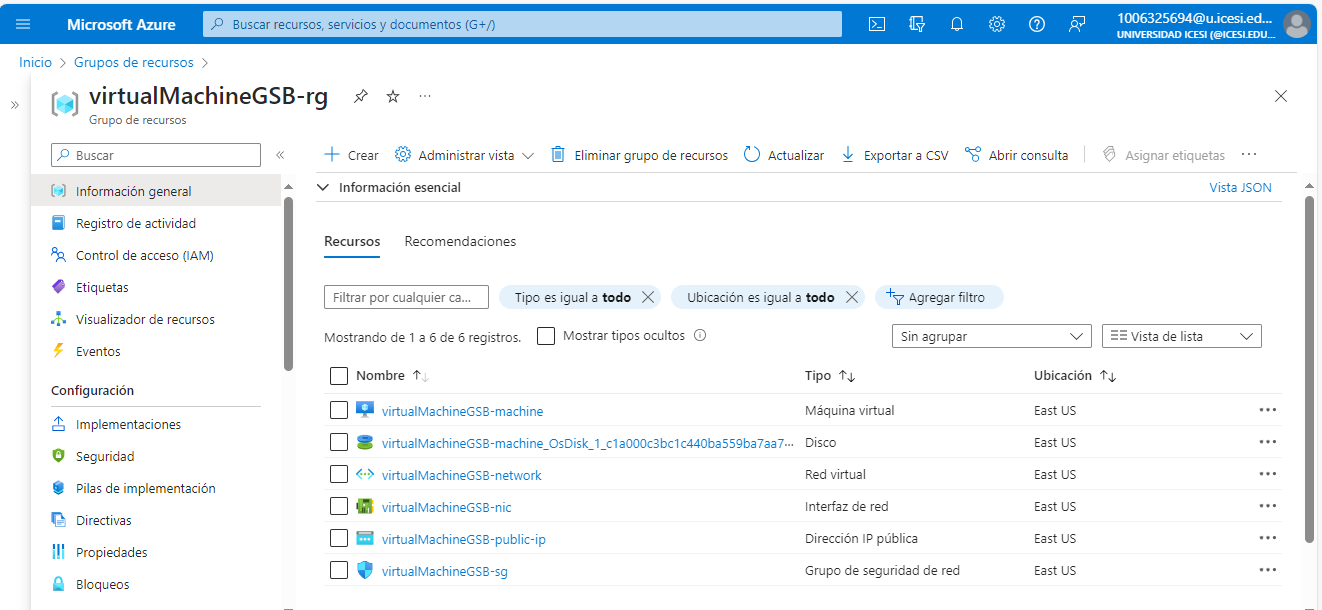 Microsoft Azure
Buscar recursos, servicios y documentos (G+/)
1006325694@u.icesi.ed...
UNIVERSIDAD ICESI (@ICESI.EDU...
Inicio > Grupos de recursos >
»
virtualMachineGSB-rg ...
Grupo de recursos
Buscar
«
Información general
Registro de actividad
Control de acceso (IAM)
Etiquetas
Visualizador de recursos
Eventos
Configuración
Implementaciones
Seguridad
Pilas de implementación
Directivas
Propiedades
Bloqueos
Crear Administrar vista Eliminar grupo de recursos Actualizar Exportar a CSV Abrir consulta Asignar etiquetas ...
Información esencial Vista JSON
Recursos Recomendaciones
Filtrar por cualquier ca... Tipo es igual a todo Ubicación es igual a todo Agregar filtro
Mostrando de 1 a 6 de 6 registros. Mostrar tipos ocultos Sin agrupar Vista de lista
Nombre ↑↓ Tipo ↑↓ Ubicación ↑↓
virtualMachineGSB-machine Máquina virtual East US ...
virtualMachineGSB-machine_OsDisk_1_c1a000c3bc1c440ba559ba7aa7... Disco East US ...
virtualMachineGSB-network Red virtual East US ...
virtualMachineGSB-nic Interfaz de red East US ...
virtualMachineGSB-public-ip Dirección IP pública East US ...
virtualMachineGSB-sg Grupo de seguridad de red East US ...